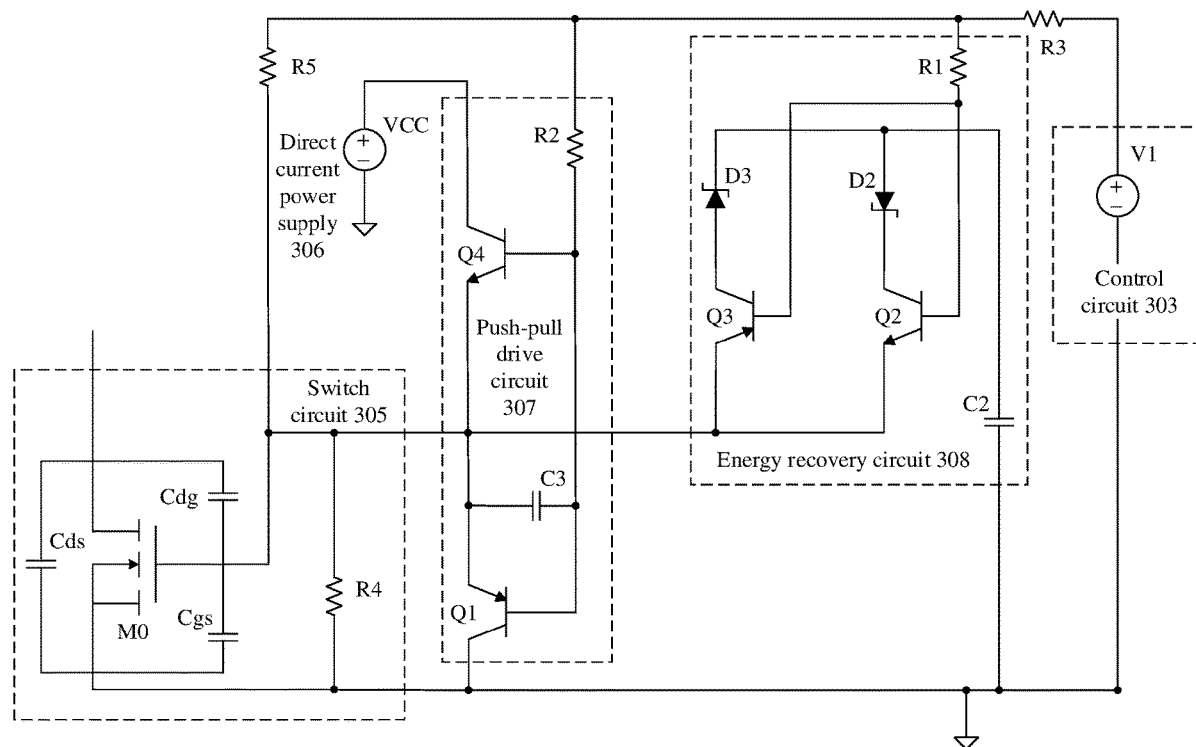 R3
R5
R1
VCC
R2
Direct
current
power
supply
306
D3
D2
V1
Q4
Control
circuit 303
Q3
Q2
Push-pull
drive
circuit
307
Switch
circuit 305
C2
Energy recovery circuit 308
C3
Cdg
Cds
R4
Cgs
Q1
M0